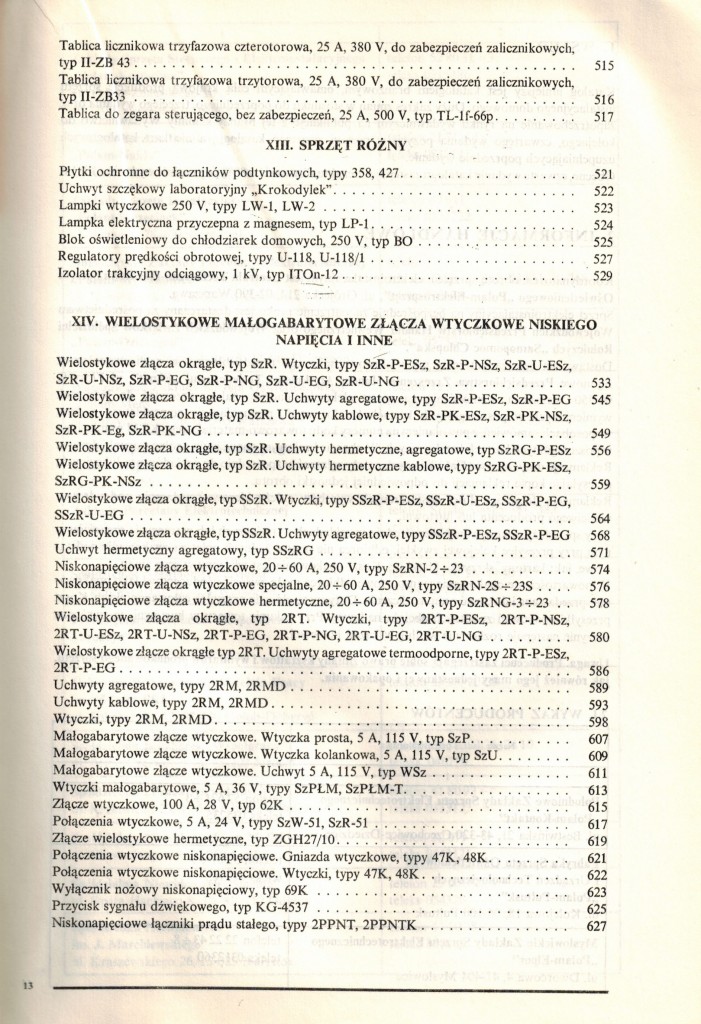 Tablica licznikowa trzyfazowa czterotorowa, 25 A, 380 V, do zabezpieczeń zalicznikowych,
typ II-ZB 43 . . . . . . . . . . 515
Tablica licznikowa trzyfazowa trzytorowa, 25 A, 380 V, do zabezpieczeń zalicznikowych,
typ II-ZB33 . . . . . . . . . . 516
Tablica do zegara sterującego, bez zabezpieczeń, 25 A, 500 V, typ TL-1f-66p. . . . . . . . . . 517
XIII. SPRZĘT RÓŻNY
Płytki ochronne do łączników podtynkowych, typy 358, 427. . . . . . . . . . 521
Uchwyt szczękowy laboratoryjny „Krokodylek”. . . . . . . . . . 522
Lampki wtyczkowe 250 V, typy LW-1, LW-2 . . . . . . . . . . 523
Lampka elektryczna przyczepna z magnesem, typ LP-1. . . . . . . . . . 524
Blok oświetleniowy do chłodziarek domowych, 250 V, typ BO . . . . . . . . . . 525
Regulatory prędkości obrotowej, typy U-118, U-118/1 . . . . . . . . . . 527
Izolator trakcyjny odciągowy, 1 kV, typ ITOn-12 . . . . . . . . . . 529
XIV. WIELOSTYKOWE MAŁOGABARYTOWE ZŁĄCZA WTYCZKOWE NISKIEGO
NAPIĘCIA I INNE
Wielostykowe złącza okrągłe, typ SzR. Wtyczki, typy SzR-P-ESz, SzR-P-NSz, SzR-U-ESz,
SzR-U-NSz, SzR-P-EG, SzR-P-NG, SzR-U-EG, SzR-U-NG . . . . . . . . . . 533
Wielostykowe złącza okrągłe, typ SzR. Uchwyty agregatowe, typy SzR-P-ESz, SzR-P-EG 545
Wielostykowe złącza okrągłe, typ SzR. Uchwyty kablowe, typy SzR-PK-ESz, SzR-PK-NSz,
SzR-PK-Eg, SzR-PK-NG . . . . . . . . . . 549
Wielostykowe złącza okrągłe, typ SzR. Uchwyty hermetyczne, agregatowe, typ SzRG-P-ESz 556
Wielostykowe złącza okrągłe, typ SzR. Uchwyty hermetyczne kablowe, typy SzRG-PK-ESz,
SzRG-PK-NSz . . . . . . . . . . 559
Wielostykowe złącza okrągłe, typ SSzR. Wtyczki, typy SSzR-P-ESz, SSzR-U-ESz, SSzR-P-EG,
SSzR-U-EG . . . . . . . . . . 564
Wielostykowe złącza okrągłe, typ SSzR. Uchwyty agregatowe, typy SSzR-P-ESz, SSzR-P-EG 568
Uchwyt hermetyczny agregatowy, typ SSzRG . . . . . . . . . . 571
Niskonapięciowe złącza wtyczkowe, 20÷60 A, 250 V, typy SzRN-2÷23 . . . . . . . . . . 574
Niskonapięciowe złącza wtyczkowe specjalne, 20÷60 A, 250 V, typy SzRN-2S÷23S . . . . 576
Niskonapięciowe złącza wtyczkowe hermetyczne, 20÷60 A, 250 V, typy SzRNG-3÷23 . . 578
Wielostykowe złącza okrągłe, typ 2RT. Wtyczki, typy 2RT-P-ESz, 2RT-P-NSz,
2RT-U-ESz, 2RT-U-NSz, 2RT-P-EG, 2RT-P-NG, 2RT-U-EG, 2RT-U-NG . . . . . . . . . 580
Wielostykowe złącze okrągłe typ 2RT. Uchwyty agregatowe termoodporne, typy 2RT-P-ESz,
2RT-P-EG . . . . . . . . . . 586
Uchwyty agregatowe, typy 2RM, 2RMD . . . . . . . . . . 589
Uchwyty kablowe, typy 2RM, 2RMD . . . . . . . . . . 593
Wtyczki, typy 2RM, 2RMD . . . . . . . . . . 598
Małogabarytowe złącze wtyczkowe. Wtyczka prosta, 5 A, 115 V, typ SzP. . . . . . . . . . 607
Małogabarytowe złącze wtyczkowe. Wtyczka kolankowa, 5 A, 115 V, typ SzU. . . . . . . . 609
Małogabarytowe złącze wtyczkowe. Uchwyt 5 A, 115 V, typ WSz . . . . . . . . . . 611
Wtyczki małogabarytowe, 5 A, 36 V, typy SzPŁM, SzPŁM-T. . . . . . . . . . 613
Złącze wtyczkowe, 100 A, 28 V, typ 62K . . . . . . . . . . 615
Połączenia wtyczkowe, 5 A, 24 V, typy SzW-51, SzR-51 . . . . . . . . . . 617
Złącze wielostykowe hermetyczne, typ ZGH27/10 . . . . . . . . . . 619
Połączenia wtyczkowe niskonapięciowe. Gniazda wtyczkowe, typy 47K, 48K . . . . . . . . . 621
Połączenia wtyczkowe niskonapięciowe. Wtyczki, typy 47K, 48K . . . . . . . . . . 622
Wyłącznik nożowy niskonapięciowy, typ 69K . . . . . . . . . . 623
Przycisk sygnału dźwiękowego, typ KG-4537 . . . . . . . . . . 625
Niskonapięciowe łączniki prądu stałego, typy 2PPNT, 2PPNTK . . . . . . . . . . 627
13